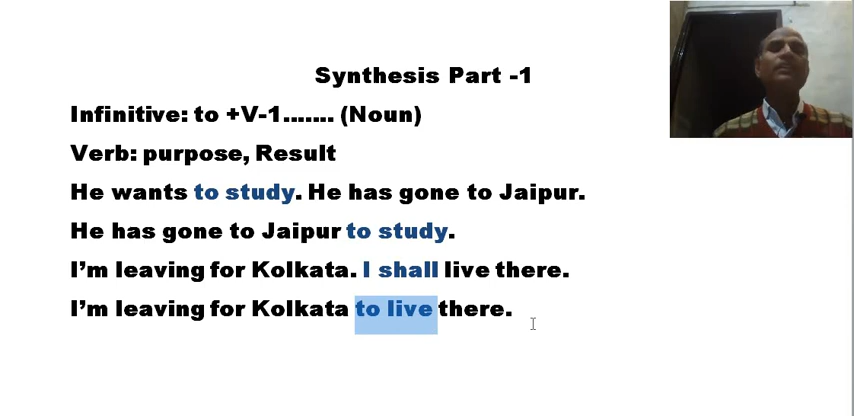 Synthesis Part -1
Infinitive: to +V-1....... (Noun)
Verb: purpose, Result
He wants to study. He has gone to Jaipur.
He has gone to Jaipur to study.
I'm leaving for Kolkata. I shall live there.
I'm leaving for Kolkata to live there.